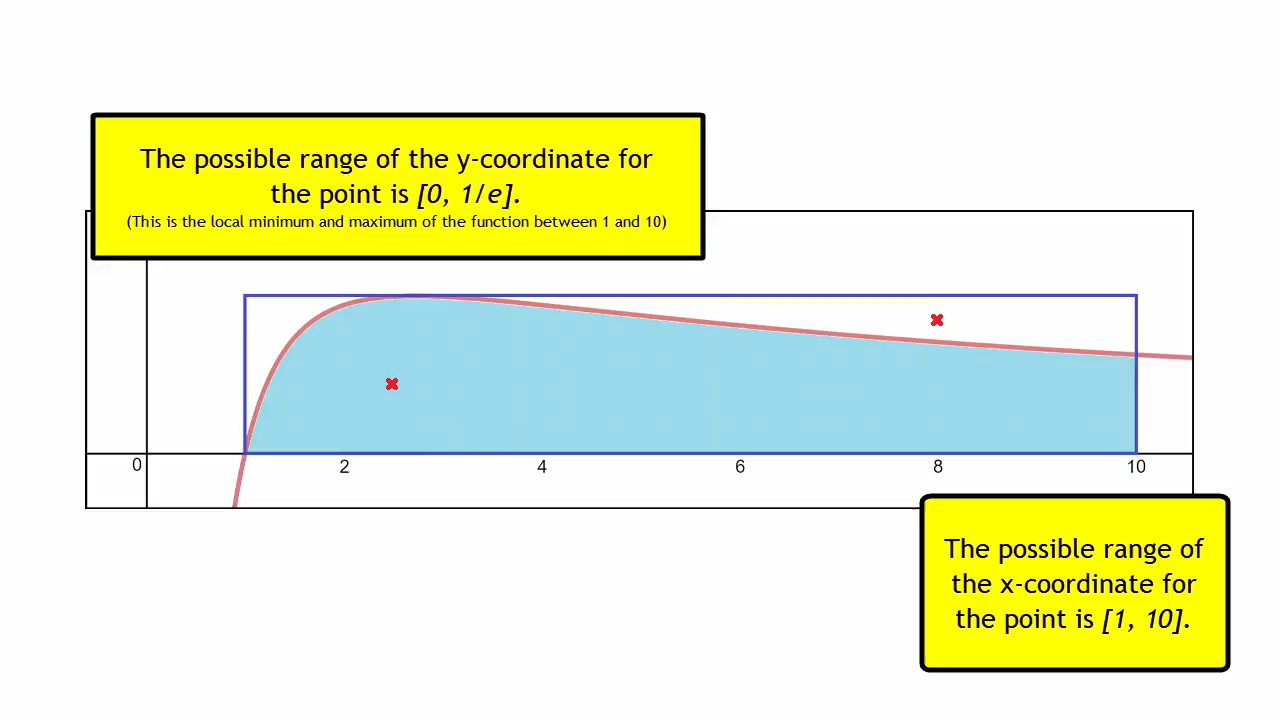 The possible range of the y-coordinate for
the point is [0, 1/e].
(This is the local minimum and maximum of the function between 1 and 10)
0
2
4
6
8
10
The possible range of
the x-coordinate for
the point is [1, 10].